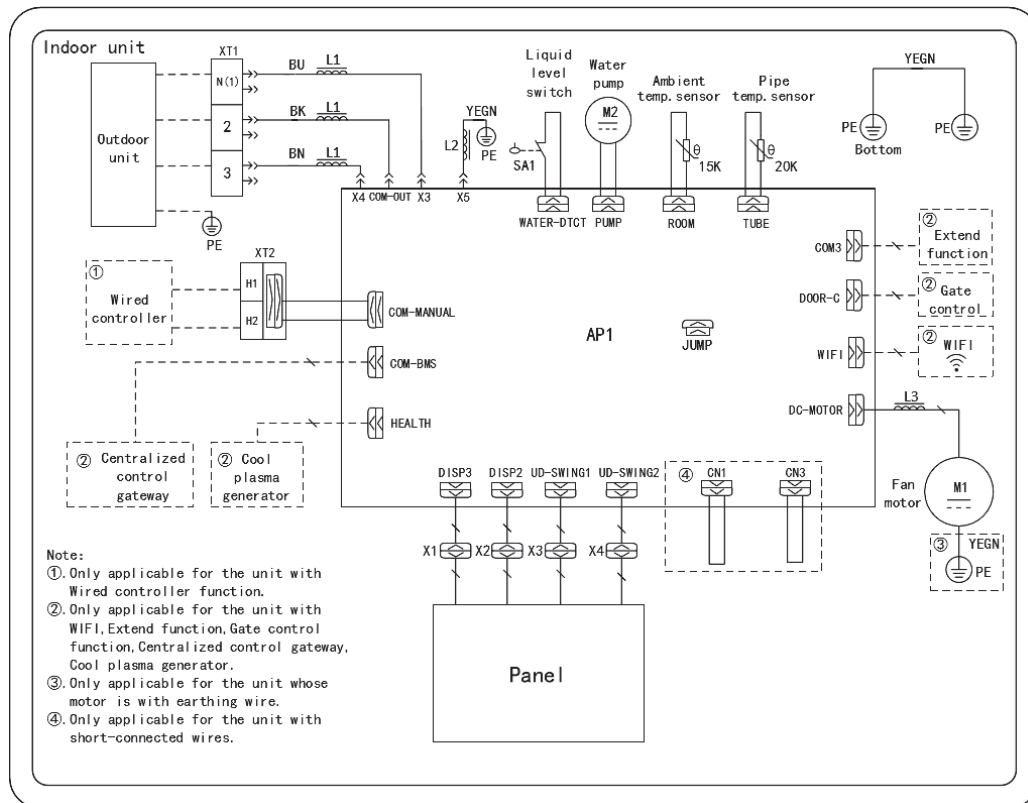 Indoor unit
XT1
N(1)
2
3
Outdoor
unit
PE
BU
L1
BK
L1
BN
L1
X4
COM-OUT
X3
X5
L2
YEGN
PE
Liquid
level
switch
SA1
Water
pump
M2
Ambient
temp. sensor
θ
15K
Pipe
temp. sensor
θ
20K
YEGN
PE
PE
Bottom
WATER-DTCT
PUMP
ROOM
TUBE
①
Wired
controller
XT2
H1
H2
COM-MANUAL
COM-BMS
HEALTH
② Centralized
control
gateway
② Cool
plasma
generator
AP1
JUMP
COM3
② Extend
function
DOOR-C
② Gate
control
WIFI
② WIFI
DC-MOTOR
L3
Fan
motor
M1
③ YEGN
PE
DISP3
DISP2
UD-SWING1
UD-SWING2
④
CN1
CN3
X1
X2
X3
X4
Panel
Note:
①. Only applicable for the unit with
Wired controller function.
②. Only applicable for the unit with
WIFI, Extend function, Gate control
function, Centralized control gateway,
Cool plasma generator.
③. Only applicable for the unit whose
motor is with earthing wire.
④. Only applicable for the unit with
short-connected wires.